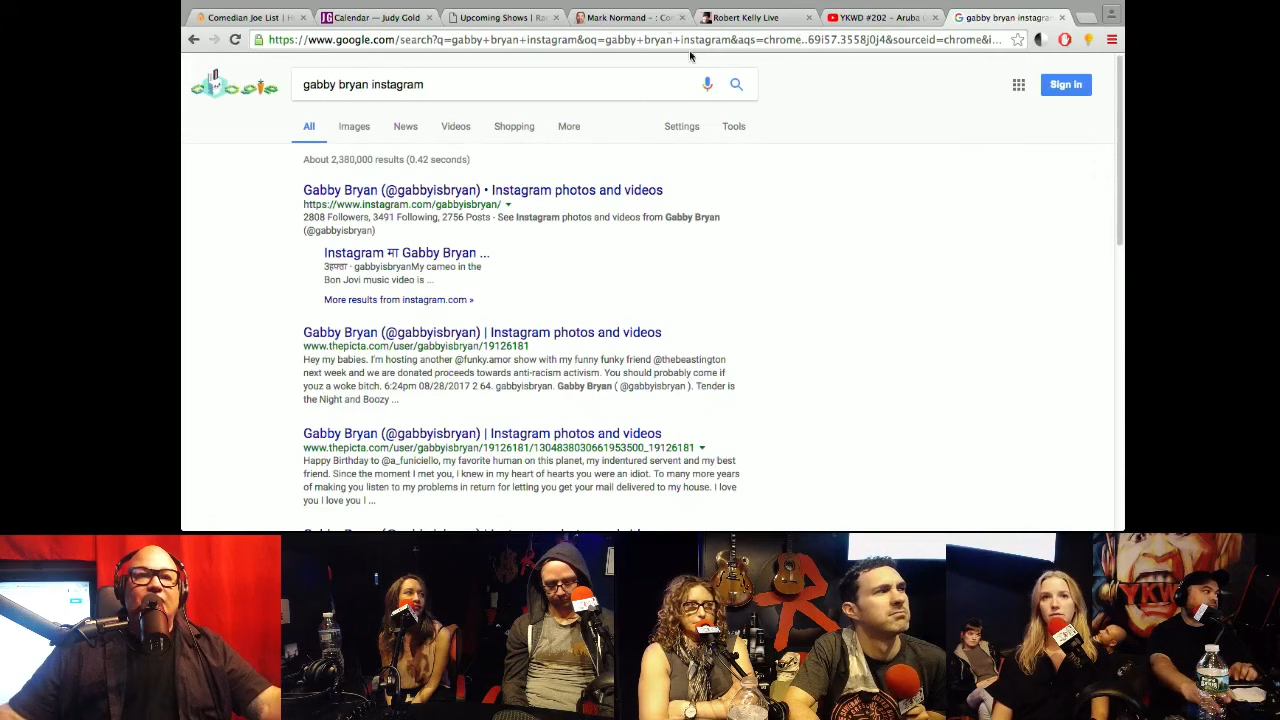 Comedian Joe List | H
Calendar — Judy Gold
Upcoming Shows | Ra
Mark Normand – : Co
Robert Kelly Live
YKWD #202 – Aruba
gabby bryan instagram
https://www.google.com/search?q=gabby+bryan+instagram&oq=gabby+bryan+instagram&aqs=chrome..69i57.3558j0j4&sourceid=chrome&i...
gabby bryan instagram
Sign in
All Images News Videos Shopping More Settings Tools
About 2,380,000 results (0.42 seconds)
Gabby Bryan (@gabbyisbryan) • Instagram photos and videos
https://www.instagram.com/gabbyisbryan/
2808 Followers, 3491 Following, 2756 Posts - See Instagram photos and videos from Gabby Bryan
(@gabbyisbryan)
Instagram मा Gabby Bryan ...
3हफ्ता · gabbyisbryanMy cameo in the
Bon Jovi music video is ...
More results from instagram.com »
Gabby Bryan (@gabbyisbryan) | Instagram photos and videos
www.thepicta.com/user/gabbyisbryan/19126181
Hey my babies. I'm hosting another @funky.amor show with my funny funky friend @thebeastington
next week and we are donated proceeds towards anti-racism activism. You should probably come if
youz a woke bitch. 6:24pm 08/28/2017 2 64. gabbyisbryan. Gabby Bryan ( @gabbyisbryan ). Tender is
the Night and Boozy ...
Gabby Bryan (@gabbyisbryan) | Instagram photos and videos
www.thepicta.com/user/gabbyisbryan/19126181/1304838030661953500_19126181
Happy Birthday to @a_funiciello, my favorite human on this planet, my indentured servent and my best
friend. Since the moment I met you, I knew in my heart of hearts you were an idiot. To many more years
of making you listen to my problems in return for letting you get your mail delivered to my house. I love
you I love you I ...
YKW